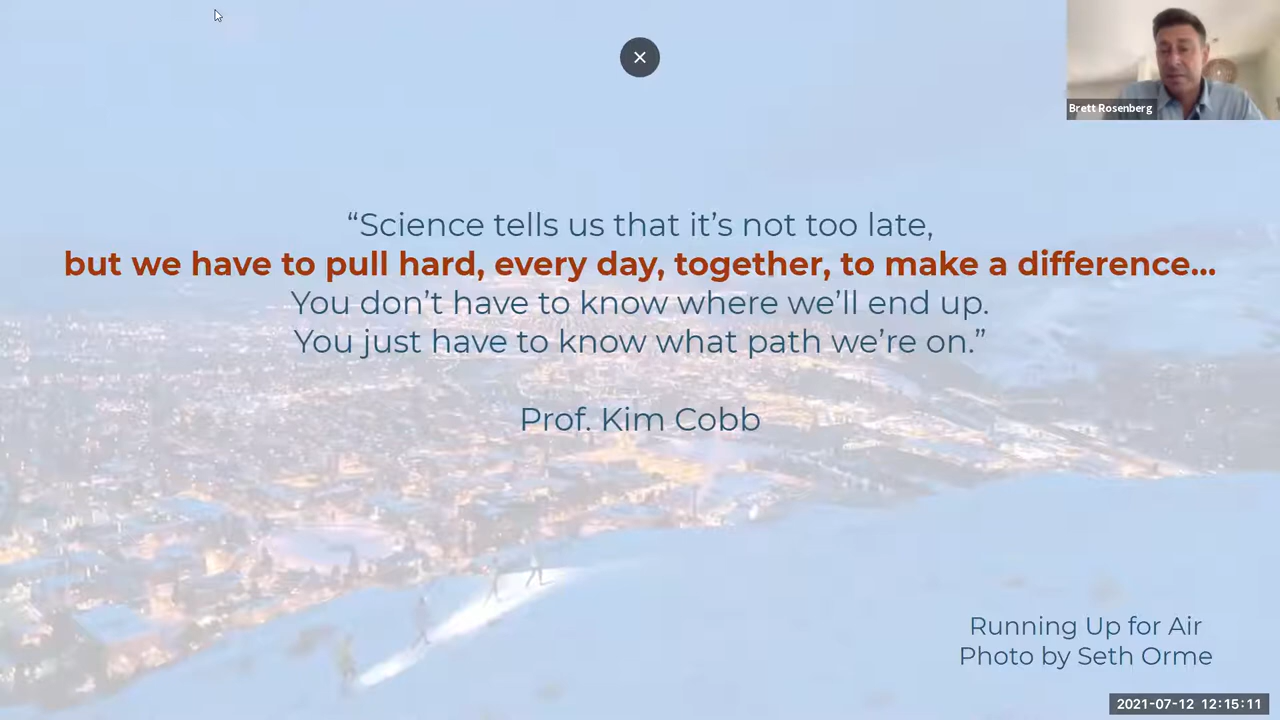 Brett Rosenberg
“Science tells us that it’s not too late,
but we have to pull hard, every day, together, to make a difference...
You don’t have to know where we’ll end up.
You just have to know what path we’re on.”
Prof. Kim Cobb
Running Up for Air
Photo by Seth Orme
2021-07-12 12:15:11